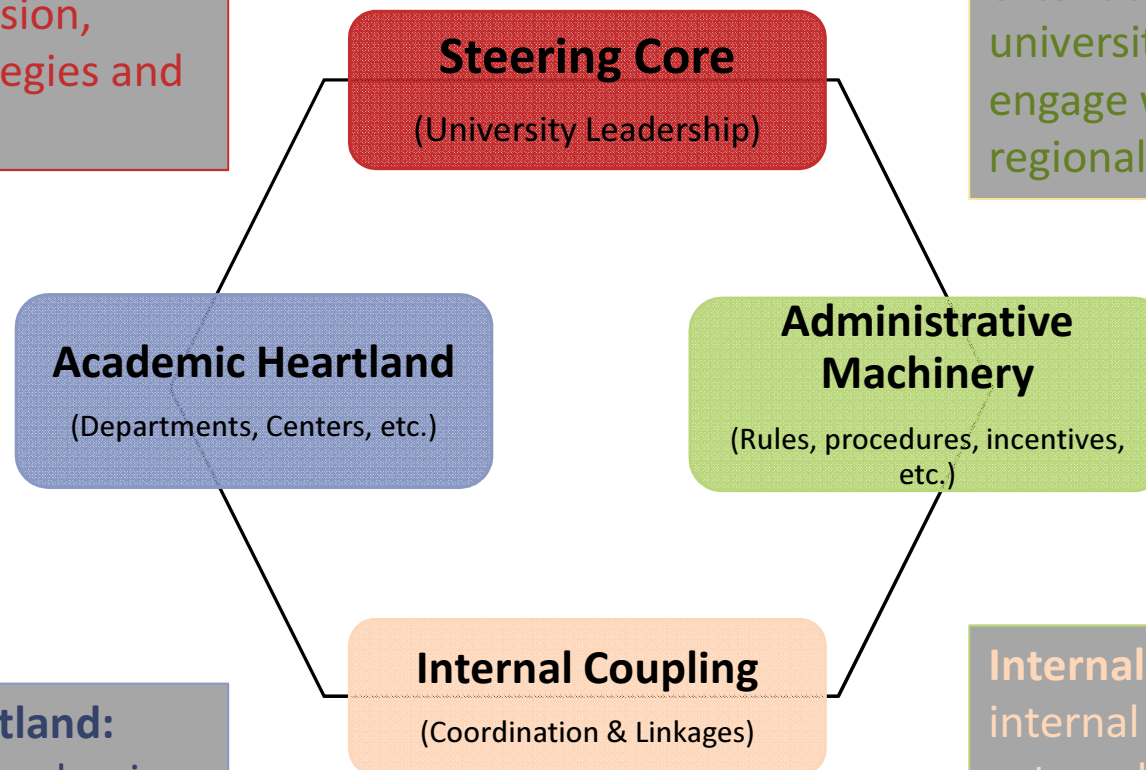 Steering Core
(University Leadership)
egies and
universit
engage
regional
Academic Heartland
(Departments, Centers, etc.)
Administrative
Machinery
(Rules, procedures, incentives,
etc.)
Internal Coupling
(Coordination & Linkages)
tland:
Internal
internal